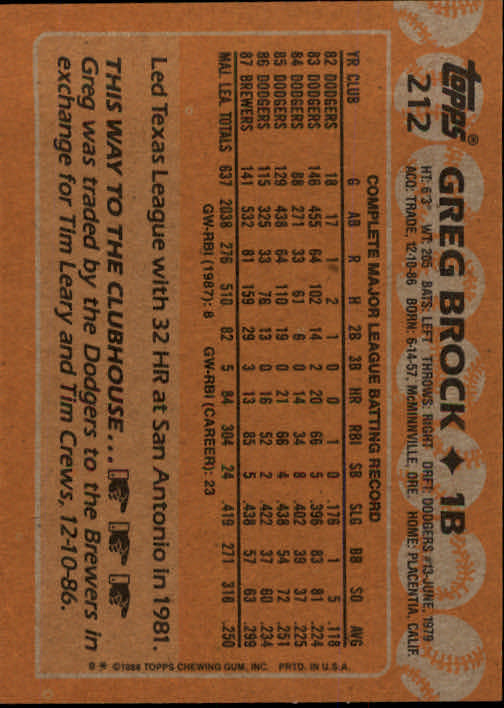 topps®
212
GREG BROCK ✦ 1B
HT: 6'3" WT: 205 BATS: LEFT THROWS: RIGHT DRFT: DODGERS #13-JUNE, 1979
ACQ: TRADE, 12-10-86 BORN: 6-14-57, McMINNVILLE, ORE. HOME: PLACENTIA, CALIF.
COMPLETE MAJOR LEAGUE BATTING RECORD
YR CLUB G AB R H 2B 3B HR RBI SB SLG BB SO AVG
82 DODGERS 18 17 1 2 1 0 0 1 0 .176 1 5 .118
83 DODGERS 146 455 64 102 14 2 20 66 5 .396 83 81 .224
84 DODGERS 88 271 33 61 6 0 14 34 8 .402 39 37 .225
85 DODGERS 129 438 64 110 19 0 21 66 4 .438 54 72 .251
86 DODGERS 115 325 33 76 13 0 16 52 2 .422 37 60 .234
87 BREWERS 141 532 81 159 29 3 13 85 5 .438 57 63 .299
MAJ. LEA. TOTALS 637 2038 276 510 82 5 84 304 24 .419 271 318 .250
GW-RBI (1987): 8 GW-RBI (CAREER): 23
Led Texas League with 32 HR at San Antonio in 1981.
THIS WAY TO THE CLUBHOUSE...
Greg was traded by the Dodgers to the Brewers in
exchange for Tim Leary and Tim Crews, 12-10-86.
©1988 TOPPS CHEWING GUM, INC. PRTD. IN U.S.A.